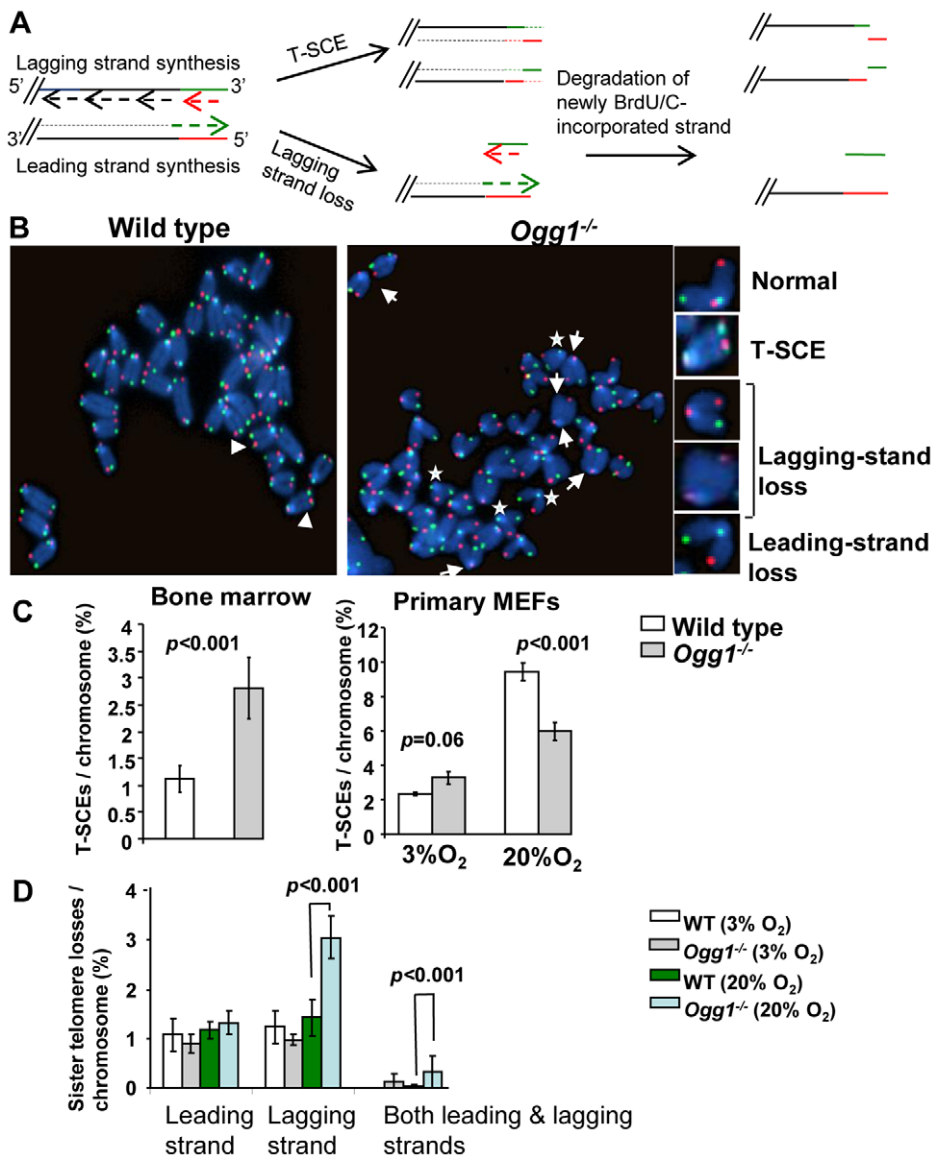 A
Lagging strand synthesis
5’
3’
3’
5’
Leading strand synthesis
T-SCE
Lagging
strand loss
Degradation of
newly BrdU/C-
incorporated strand
B
Wild type
Ogg1-/-
Normal
T-SCE
Lagging-stand
loss
Leading-strand
loss
C
Bone marrow
T-SCEs / chromosome (%)
4
3.5
3
2.5
2
1.5
1
0.5
0
p<0.001
Primary MEFs
T-SCEs / chromosome (%)
12
10
8
6
4
2
0
p=0.06
p<0.001
3%O2
20%O2
Wild type
Ogg1-/-
D
Sister telomere losses /
chromosome (%)
4
3
2
1
0
p<0.001
p<0.001
Leading
strand
Lagging
strand
Both leading & lagging
strands
WT (3% O2)
Ogg1-/- (3% O2)
WT (20% O2)
Ogg1-/- (20% O2)